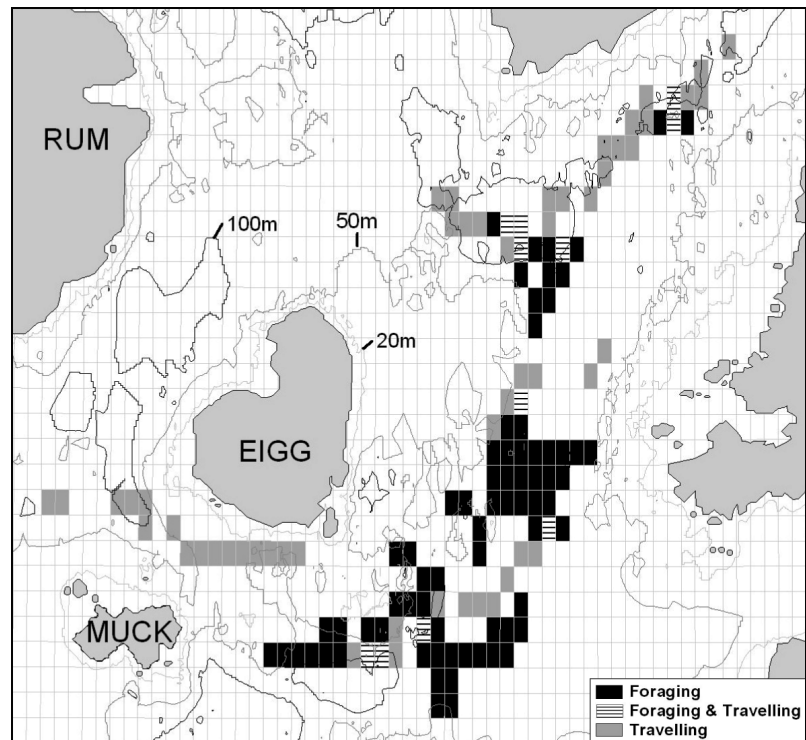 RUM
100m
50m
20m
EIGG
MUCK
Foraging
Foraging & Travelling
Travelling